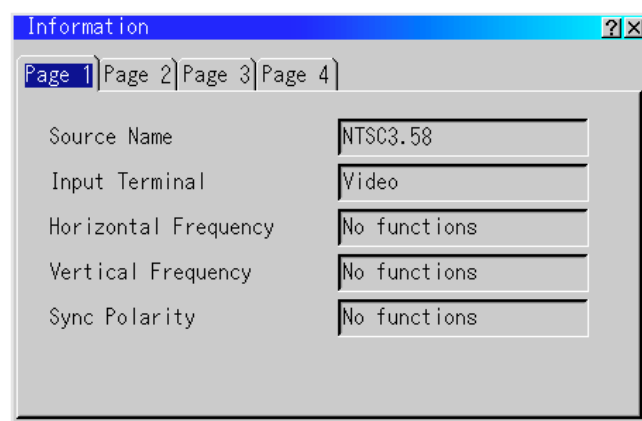 Information ? ×
Page 1 Page 2 Page 3 Page 4
Source Name NTSC3.58
Input Terminal Video
Horizontal Frequency No functions
Vertical Frequency No functions
Sync Polarity No functions